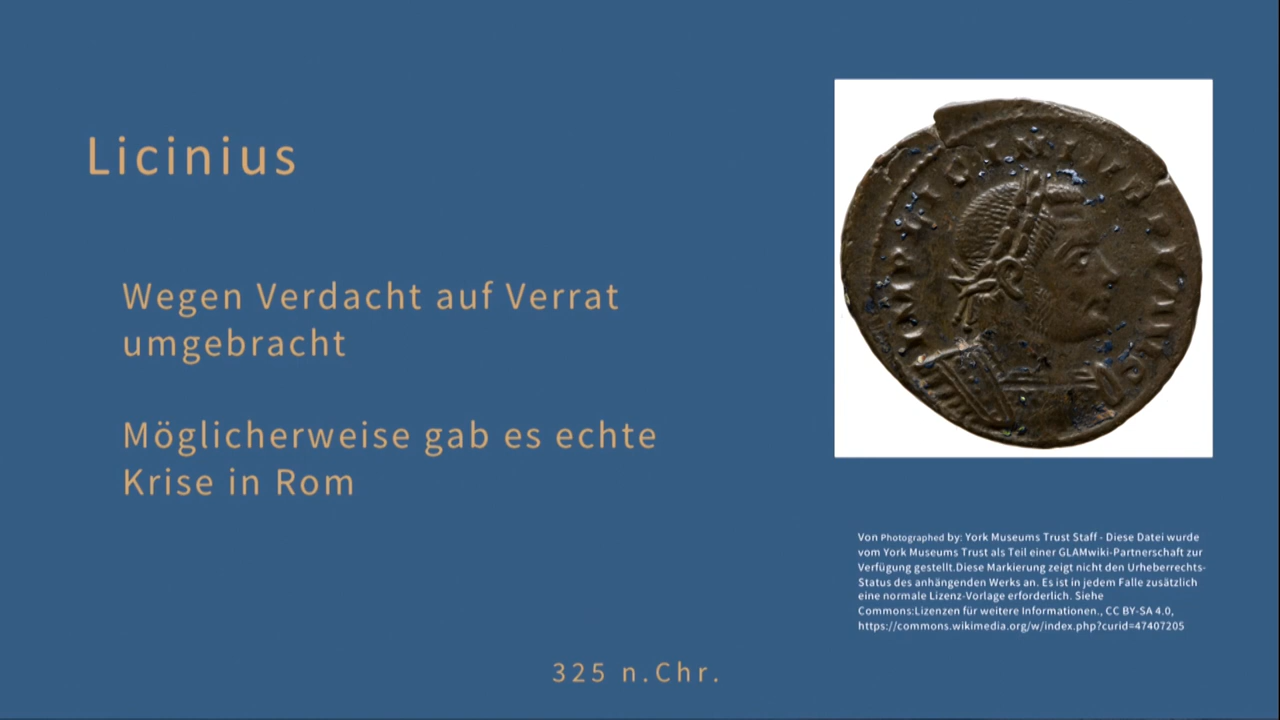 Licinius
Wegen Verdacht auf Verrat
umgebracht
Möglicherweise gab es echte
Krise in Rom
Von Photographed by: York Museums Trust Staff - Diese Datei wurde
vom York Museums Trust als Teil einer GLAMwiki-Partnerschaft zur
Verfügung gestellt.Diese Markierung zeigt nicht den Urheberrechts-
Status des anhängenden Werks an. Es ist in jedem Falle zusätzlich
eine normale Lizenz-Vorlage erforderlich. Siehe
Commons:Lizenzen für weitere Informationen., CC BY-SA 4.0,
https://commons.wikimedia.org/w/index.php?curid=47407205
325 n.Chr.